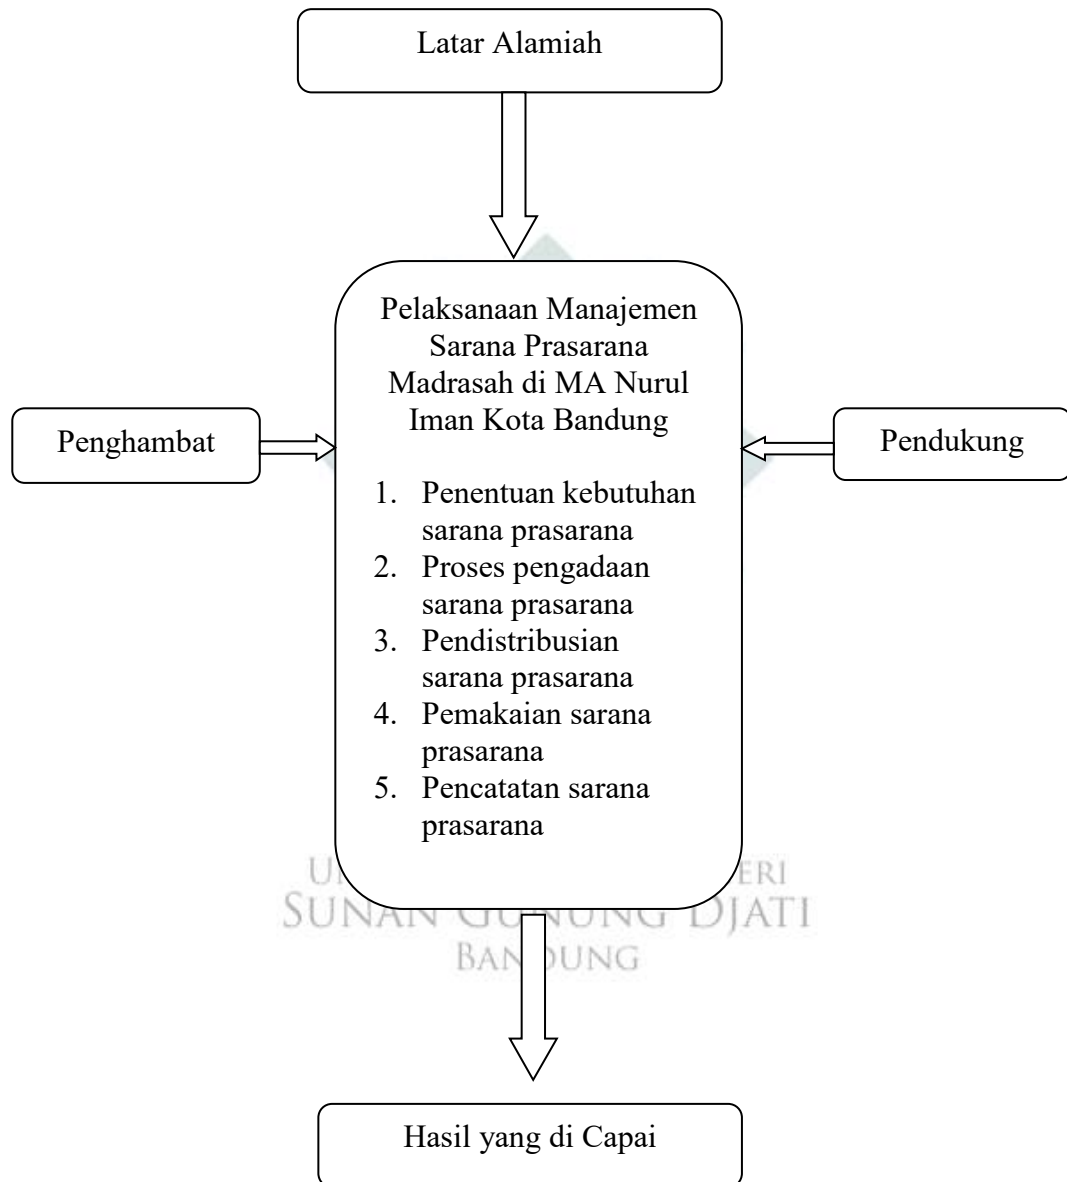 Latar Alamiah
Pelaksanaan Manajemen
Sarana Prasarana
Madrasah di MA Nurul
Iman Kota Bandung
Penghambat
Pendukung
1. Penentuan kebutuhan
sarana prasarana
2. Proses pengadaan
sarana prasarana
3. Pendistribusian
sarana prasarana
4. Pemakaian sarana
prasarana
5. Pencatatan sarana
prasarana
SUNAN GUNUNG DJATI
BANDUNG
Hasil yang di Capai